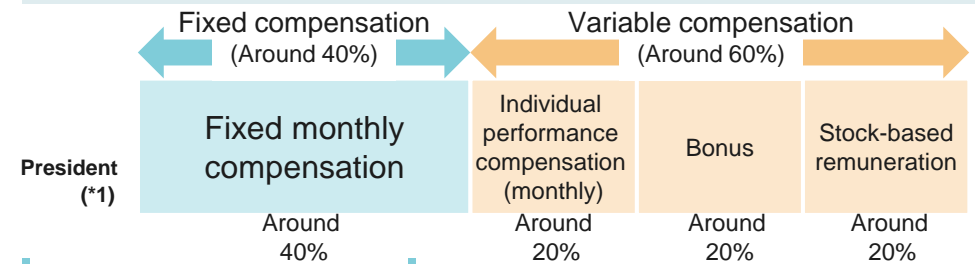 Fixed compensation
(Around 40%)
Variable compensation
(Around 60%)
President
(*1)
Fixed monthly
compensation
Individual
performance
compensation
(monthly)
Bonus
Stock-based
remuneration
Around
40%
Around
20%
Around
20%
Around
20%